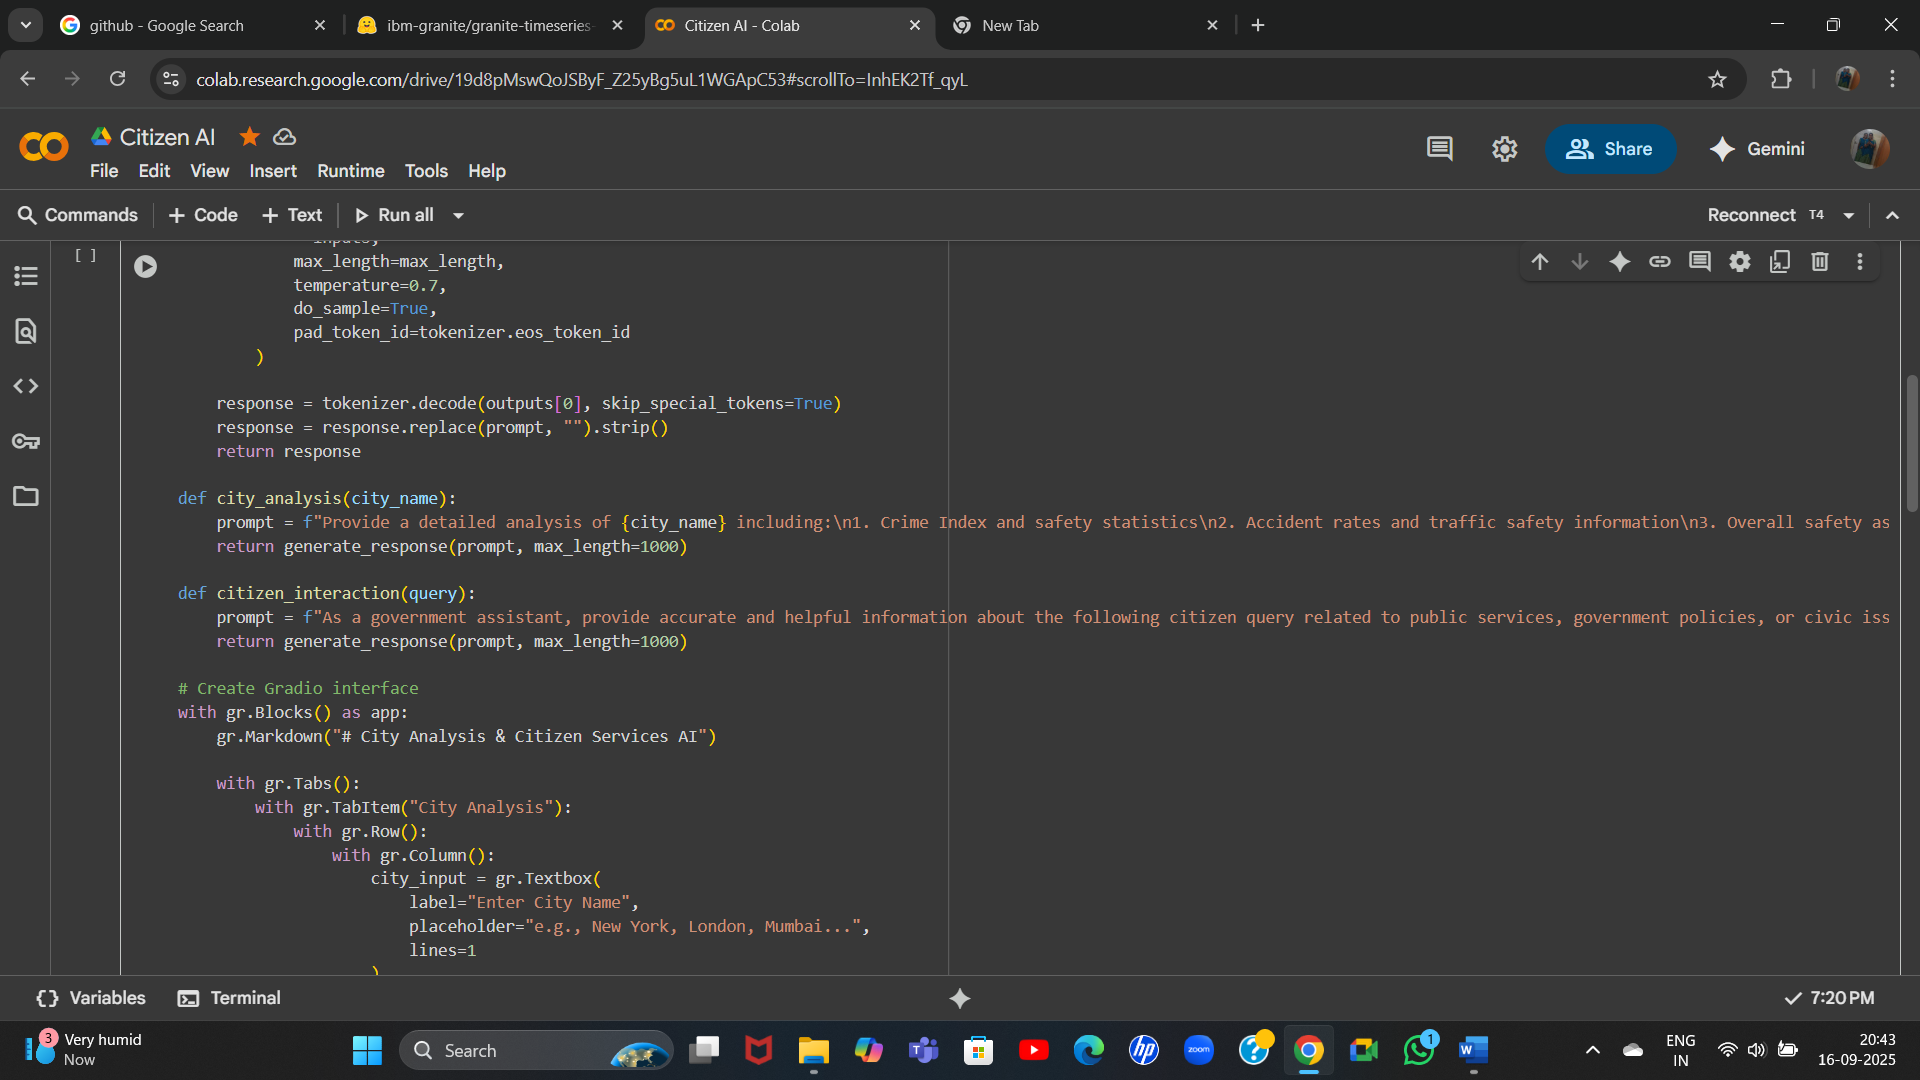 github - Google Search
ibm-granite/granite-timeseries-
Citizen AI - Colab
New Tab
colab.research.google.com/drive/19d8pMswQoJSByF_Z25yBg5uL1WGApC53#scrollTo=InhEK2Tf_qyL
Citizen AI
File Edit View Insert Runtime Tools Help
Share
Gemini
Commands + Code + Text Run all
Reconnect T4
[ ]
inputs,
max_length=max_length,
temperature=0.7,
do_sample=True,
pad_token_id=tokenizer.eos_token_id
)
response = tokenizer.decode(outputs[0], skip_special_tokens=True)
response = response.replace(prompt, "").strip()
return response
def city_analysis(city_name):
prompt = f"Provide a detailed analysis of {city_name} including:\n1. Crime Index and safety statistics\n2. Accident rates and traffic safety information\n3. Overall safety as
return generate_response(prompt, max_length=1000)
def citizen_interaction(query):
prompt = f"As a government assistant, provide accurate and helpful information about the following citizen query related to public services, government policies, or civic iss
return generate_response(prompt, max_length=1000)
# Create Gradio interface
with gr.Blocks() as app:
gr.Markdown("# City Analysis & Citizen Services AI")
with gr.Tabs():
with gr.TabItem("City Analysis"):
with gr.Row():
with gr.Column():
city_input = gr.Textbox(
label="Enter City Name",
placeholder="e.g., New York, London, Mumbai...",
lines=1
)
Variables
Terminal
7:20 PM
3
Very humid
Now
Search
zoom
1
ENG
IN
20:43
16-09-2025